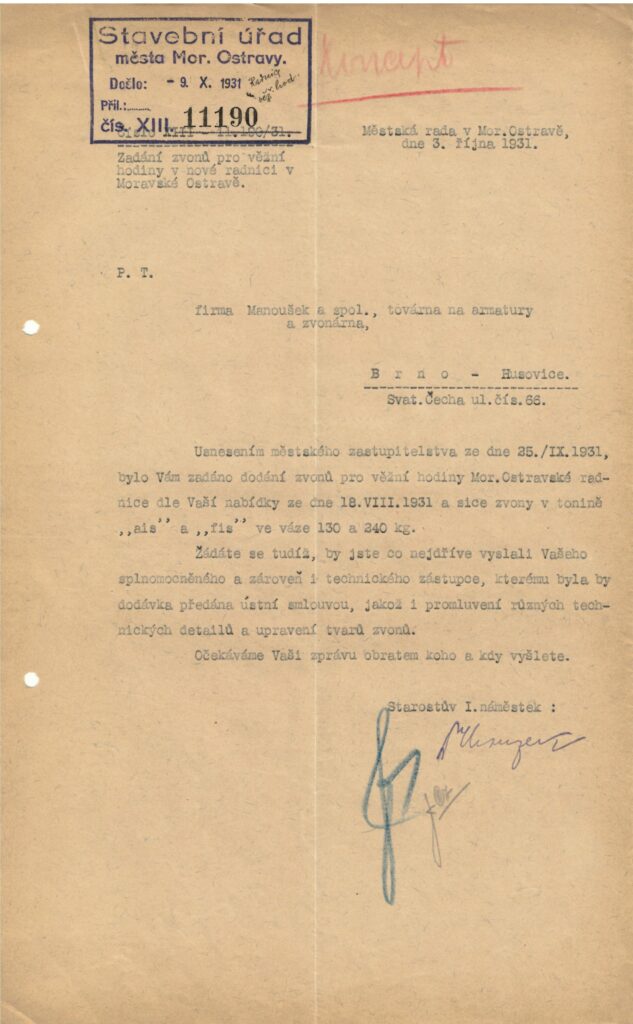 Stavební úřad
města Mor. Ostravy.
Došlo: - 9. X. 1931
Příl.:........
čís. XIII. 11190
Koncept
Městská rada v Mor.Ostravě,
dne 3. října 1931.
Zadání zvonů pro věžní
hodiny v nové radnici v
Moravské Ostravě.
P. T.
firma Manoušek a spol., továrna na armatury
a zvonárna,
B r n o - Husovice.
Svat.Čecha ul.čís.66.
Usnesením městského zastupitelstva ze dne 25./IX.1931,
bylo Vám zadáno dodání zvonů pro věžní hodiny Mor.Ostravské rad-
nice dle Vaší nabídky ze dne 18.VIII.1931 a sice zvony v tonině
,,ais'' a ,,fis'' ve váze 130 a 240 kg.
Žádáte se tudíž, by jste co nejdříve vyslali Vašeho
splnomocněného a zároveň i technického zástupce, kterému byla by
dodávka předána ústní smlouvou, jakož i promluvení různých tech-
nických detailů a upravení tvarů zvonů.
Očekáváme Vaši zprávu obratem koho a kdy vyšlete.
Starostův I.náměstek :